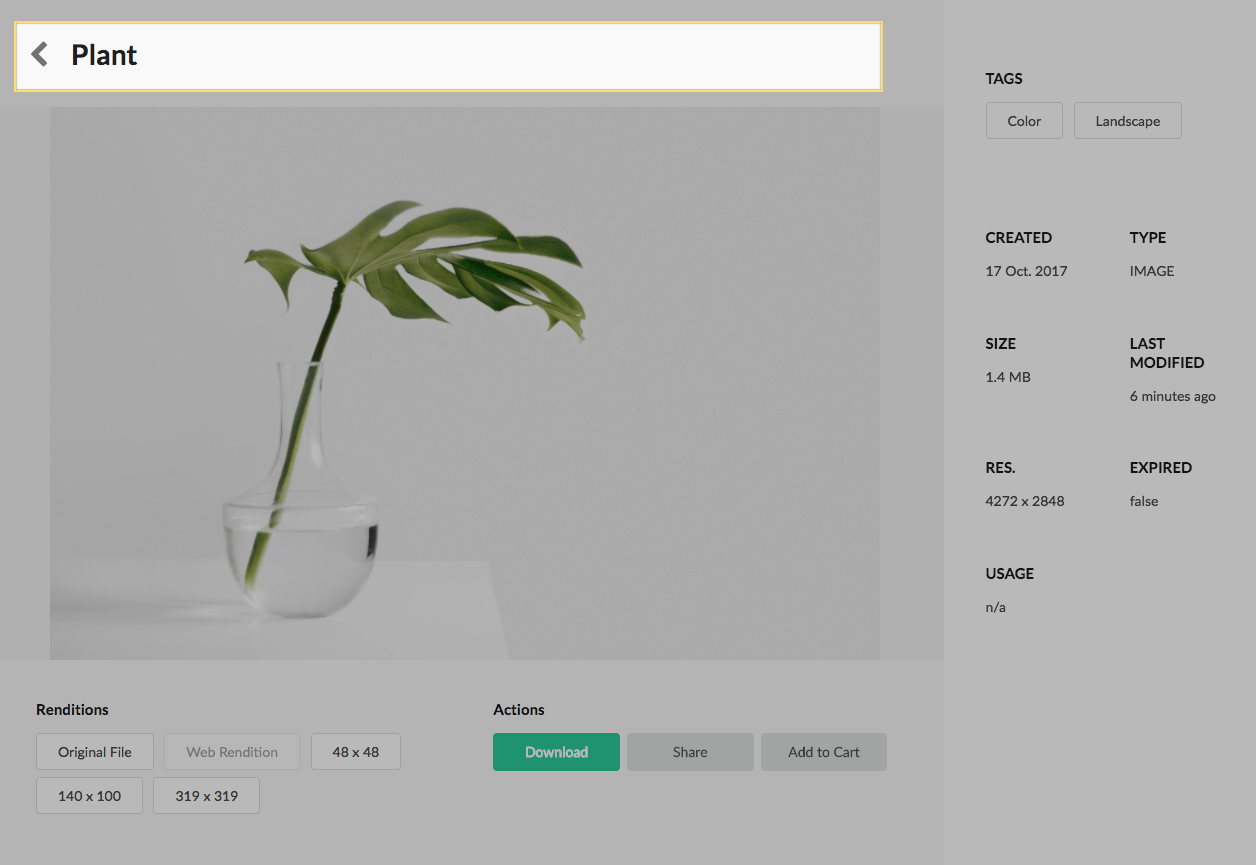 Plant
TAGS
Color
Landscape
CREATED
TYPE
17 Oct. 2017
IMAGE
SIZE
LAST
MODIFIED
1.4 MB
6 minutes ago
RES.
EXPIRED
4272 x 2848
false
USAGE
n/a
Renditions
Original File
Web Rendition
48 x 48
140 x 100
319 x 319
Actions
Download
Share
Add to Cart